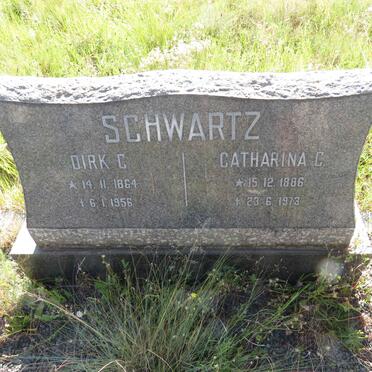 SCHWARTZ
DIRK C. CATHARINA C.
* 14.11.1864 * 15.12.1886
† 6.1.1956 † 23.6.1973